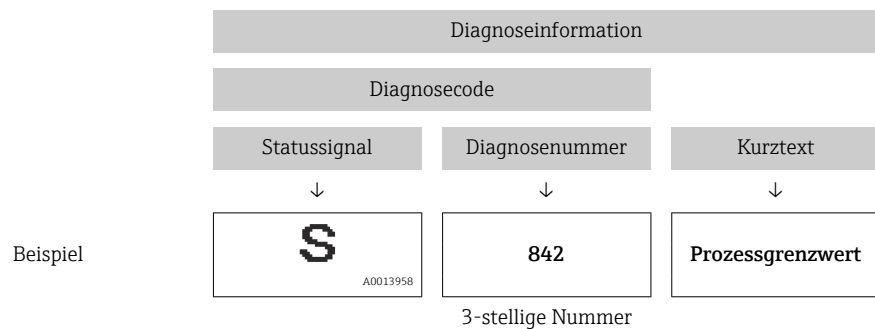 Diagnoseinformation
Diagnosecode
Statussignal Diagnosenummer Kurztext
↓ ↓ ↓
Beispiel S 842 Prozessgrenzwert
A0013958
3-stellige Nummer